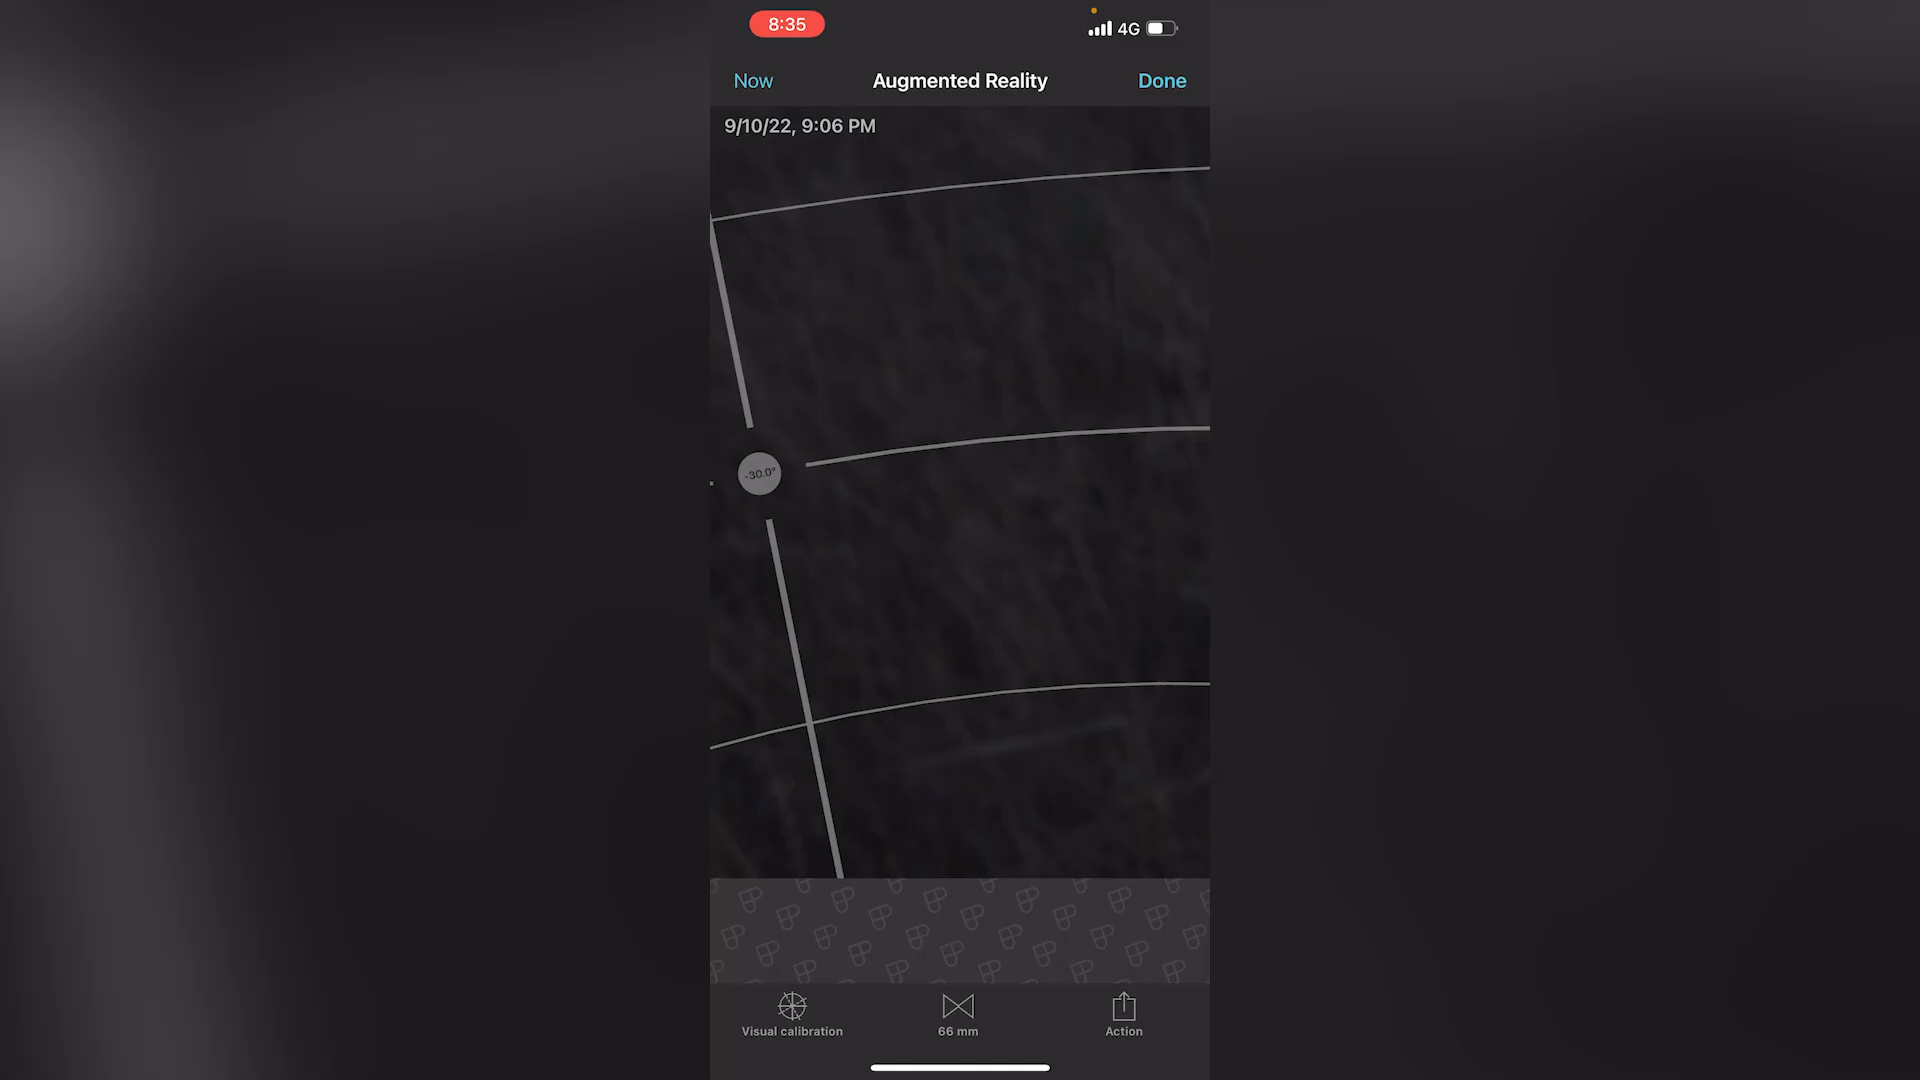 8:35
4G
Now
Augmented Reality
Done
9/10/22, 9:06 PM
-30.0°
Visual calibration
66 mm
Action